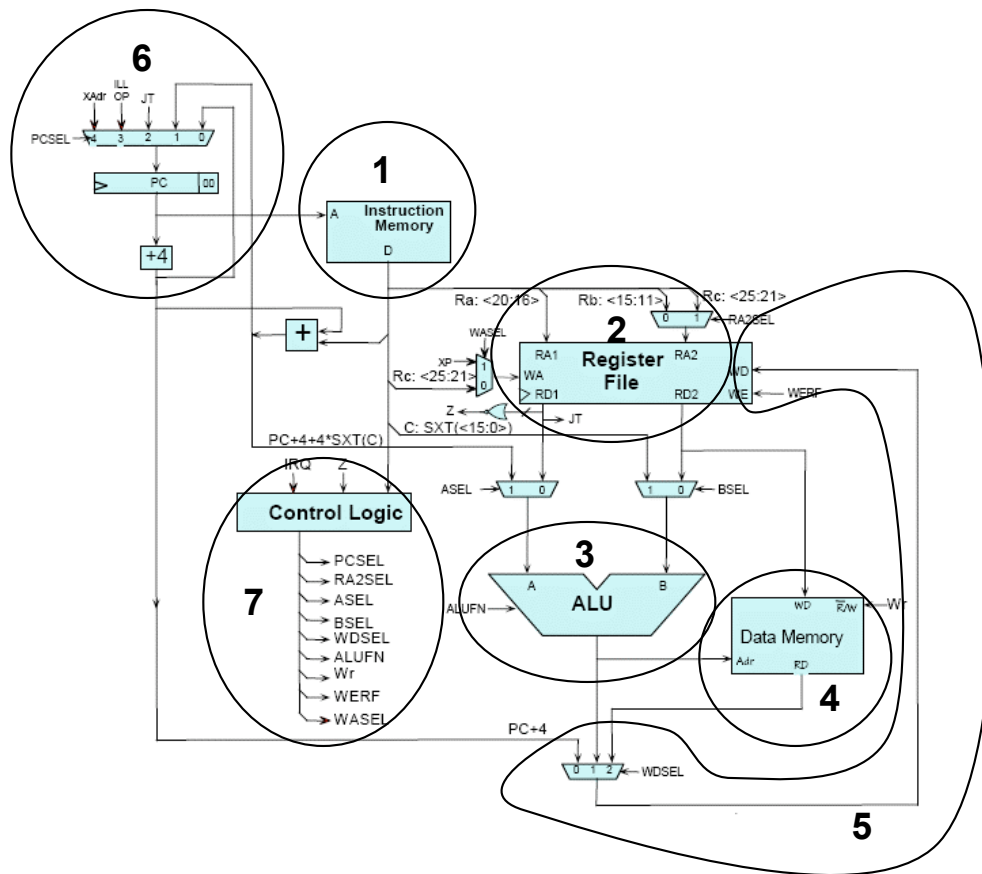 6
XAdr
ILL
OP
JT
PCSEL
4 3 2 1 0
PC
00
+4
1
A
Instruction
Memory
D
Ra: <20:16>
Rb: <15:11>
Rc: <25:21>
0 1
RA2SEL
2
+
WASEL
XP
Rc: <25:21>
1
0
RA1
RA2
Register
File
WA
WD
RD1
RD2
WE
WERF
Z
JT
C: SXT(<15:0>)
PC+4+4*SXT(C)
IRQ
Z
ASEL
1 0
1 0
BSEL
Control Logic
7
PCSEL
RA2SEL
ASEL
BSEL
WDSEL
ALUFN
Wr
WERF
WASEL
3
A
B
ALU
ALUFN
WD
R/W
Wr
Data Memory
Adr
RD
4
PC+4
0 1 2
WDSEL
5